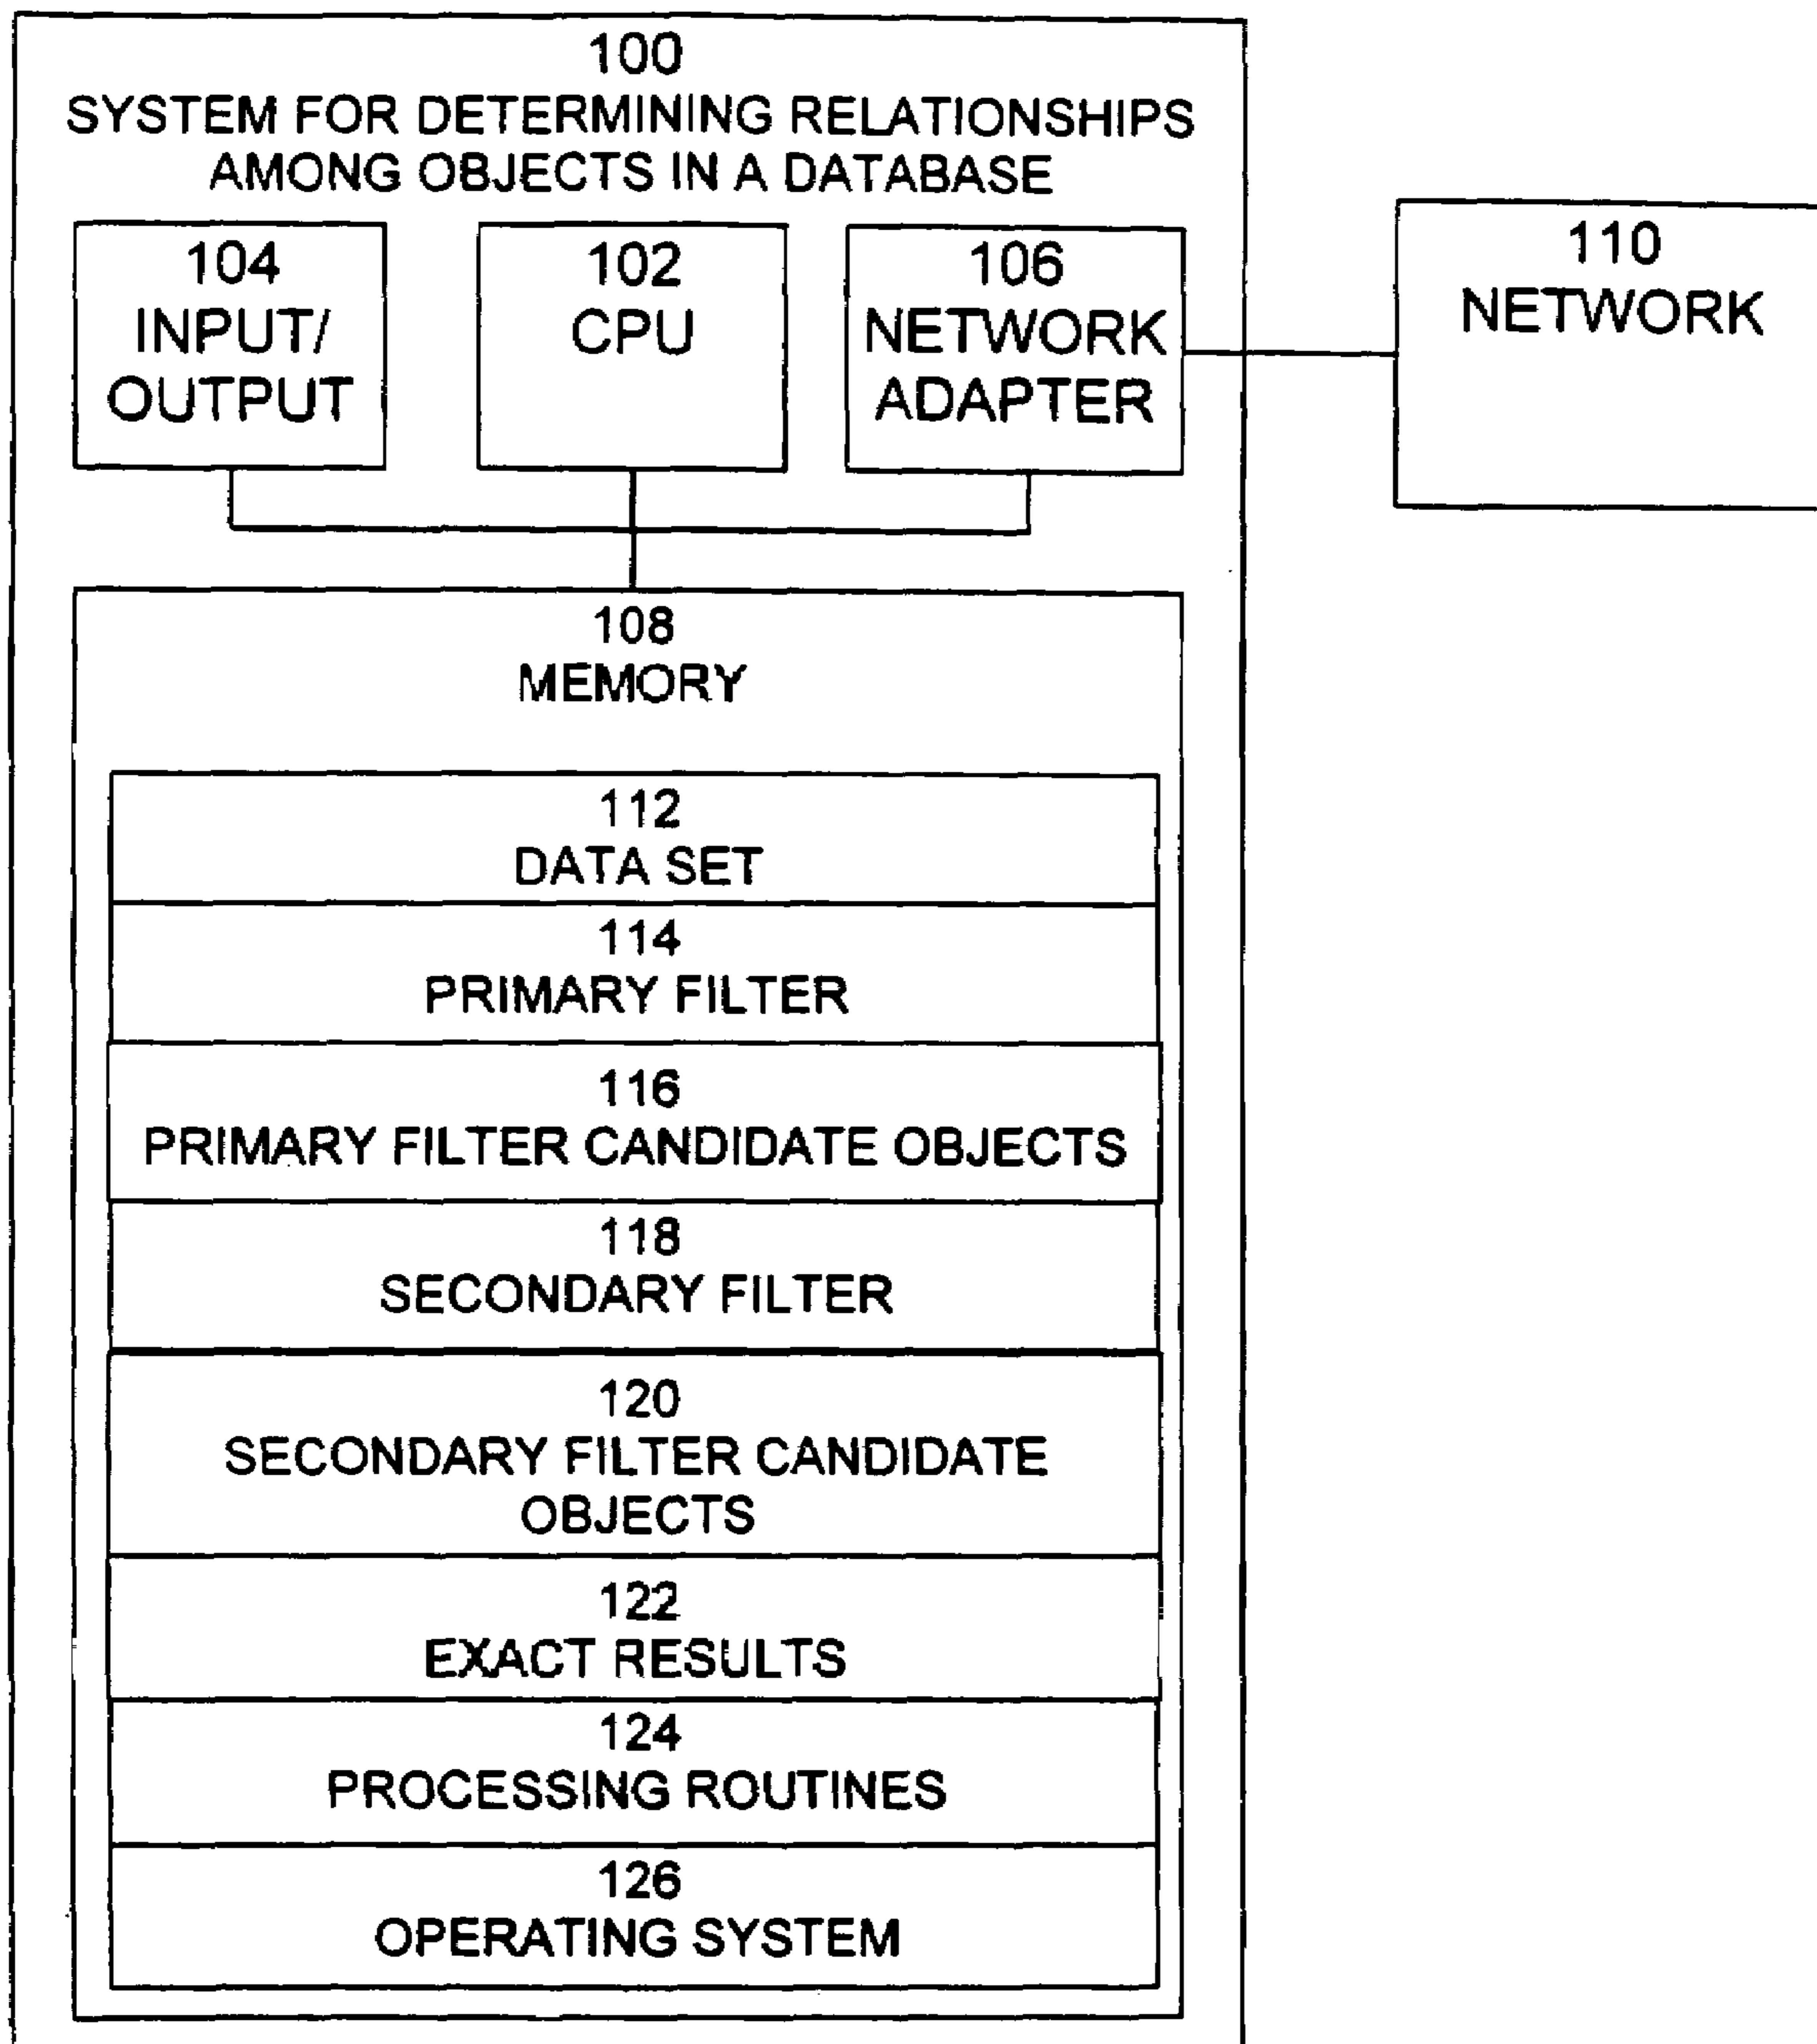 100
SYSTEM FOR DETERMINING RELATIONSHIPS
AMONG OBJECTS IN A DATABASE
104
INPUT/
OUTPUT
102
CPU
106
NETWORK
ADAPTER
110
NETWORK
108
MEMORY
112
DATA SET
114
PRIMARY FILTER
116
PRIMARY FILTER CANDIDATE OBJECTS
118
SECONDARY FILTER
120
SECONDARY FILTER CANDIDATE
OBJECTS
122
EXACT RESULTS
124
PROCESSING ROUTINES
126
OPERATING SYSTEM